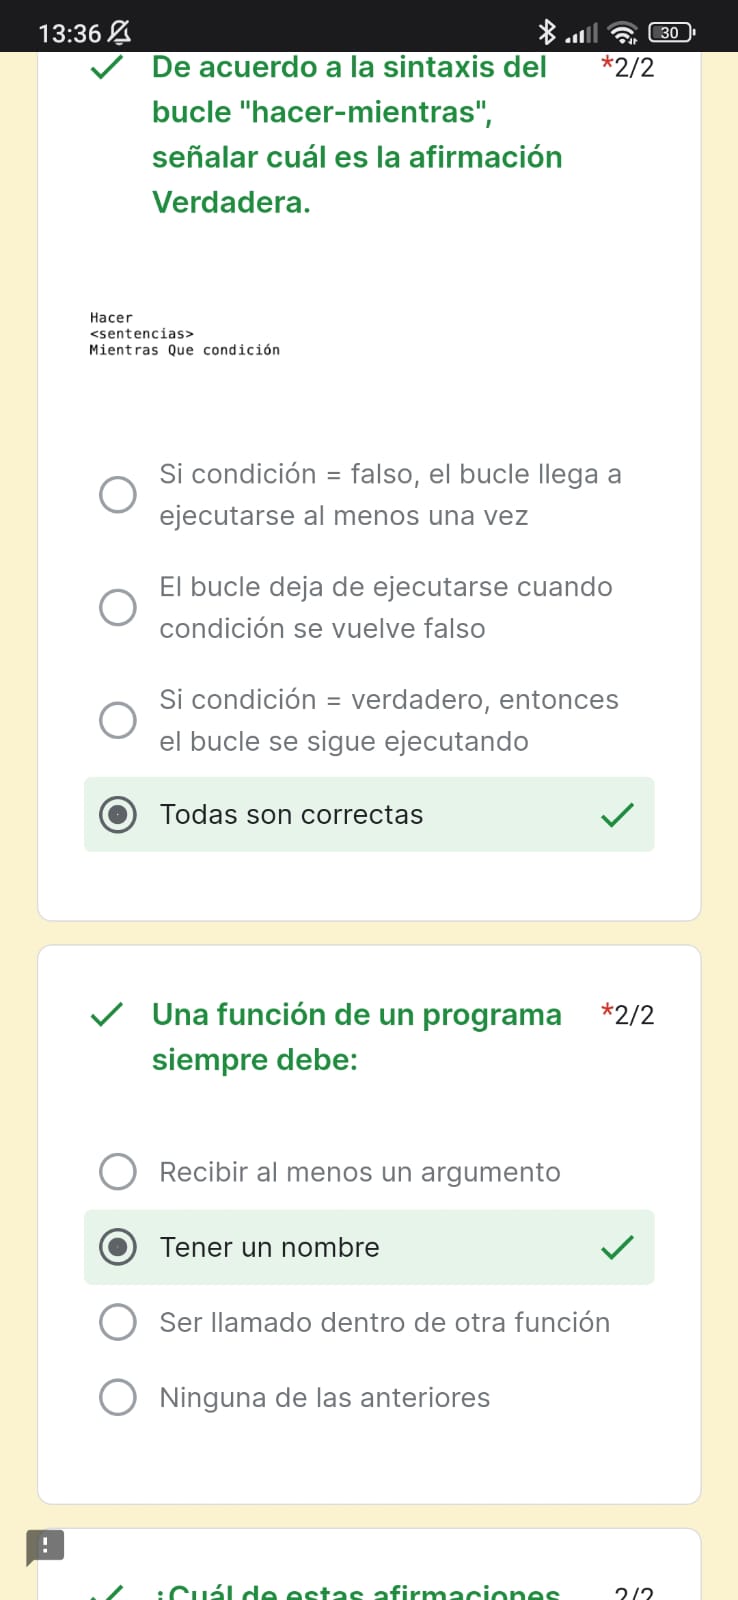 13:36
30
De acuerdo a la sintaxis del *2/2
bucle "hacer-mientras",
señalar cuál es la afirmación
Verdadera.
Hacer
<sentencias>
Mientras Que condición
Si condición = falso, el bucle llega a
ejecutarse al menos una vez
El bucle deja de ejecutarse cuando
condición se vuelve falso
Si condición = verdadero, entonces
el bucle se sigue ejecutando
Todas son correctas
Una función de un programa *2/2
siempre debe:
Recibir al menos un argumento
Tener un nombre
Ser llamado dentro de otra función
Ninguna de las anteriores
!
¿Cuál de estas afirmaciones 2/2